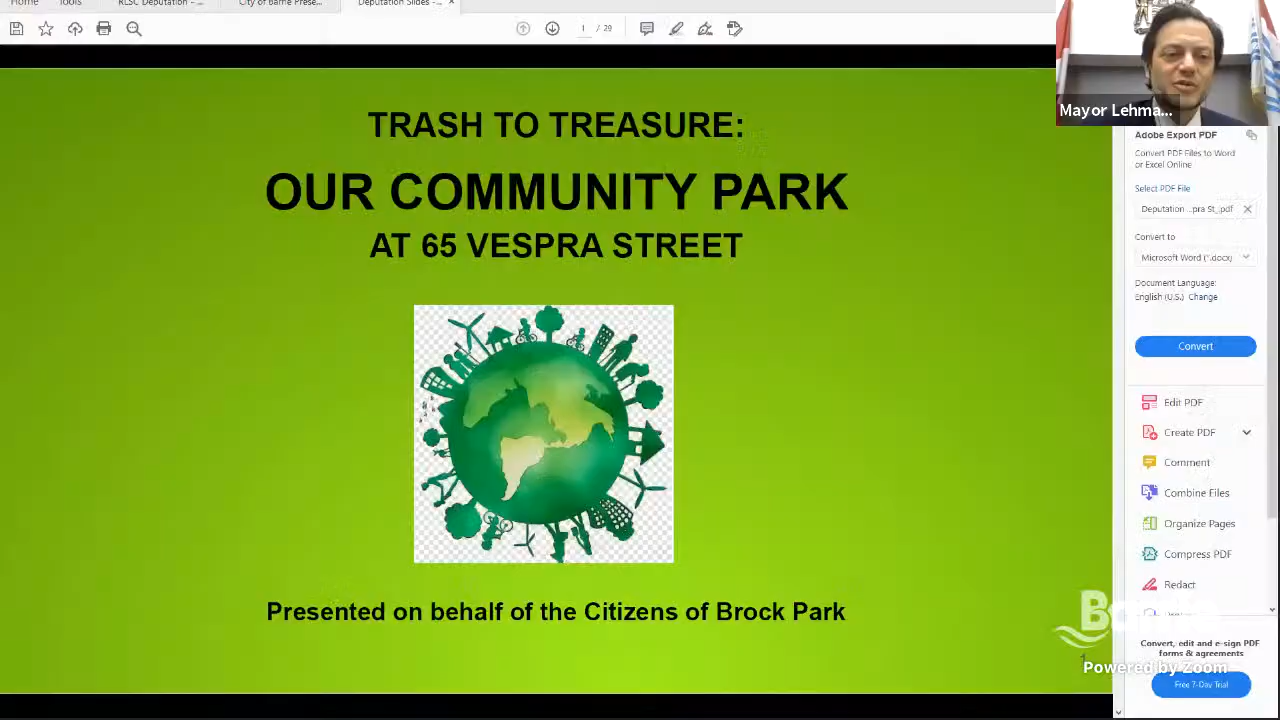 Home
Tools
RLSC Deputation - ...
City of Barrie Prese...
Deputation Slides - ...
1 / 29
Mayor Lehma...
TRASH TO TREASURE:
OUR COMMUNITY PARK
AT 65 VESPRA STREET
Presented on behalf of the Citizens of Brock Park
1
Adobe Export PDF
Convert PDF Files to Word
or Excel Online
Select PDF File
Deputation ...pra St_.pdf
Convert to
Microsoft Word (*.docx)
Document Language:
English (U.S.) Change
Convert
Edit PDF
Create PDF
Comment
Combine Files
Organize Pages
Compress PDF
Redact
Convert, edit and e-sign PDF
forms & agreements
Powered by Zoom
Free 7-Day Trial